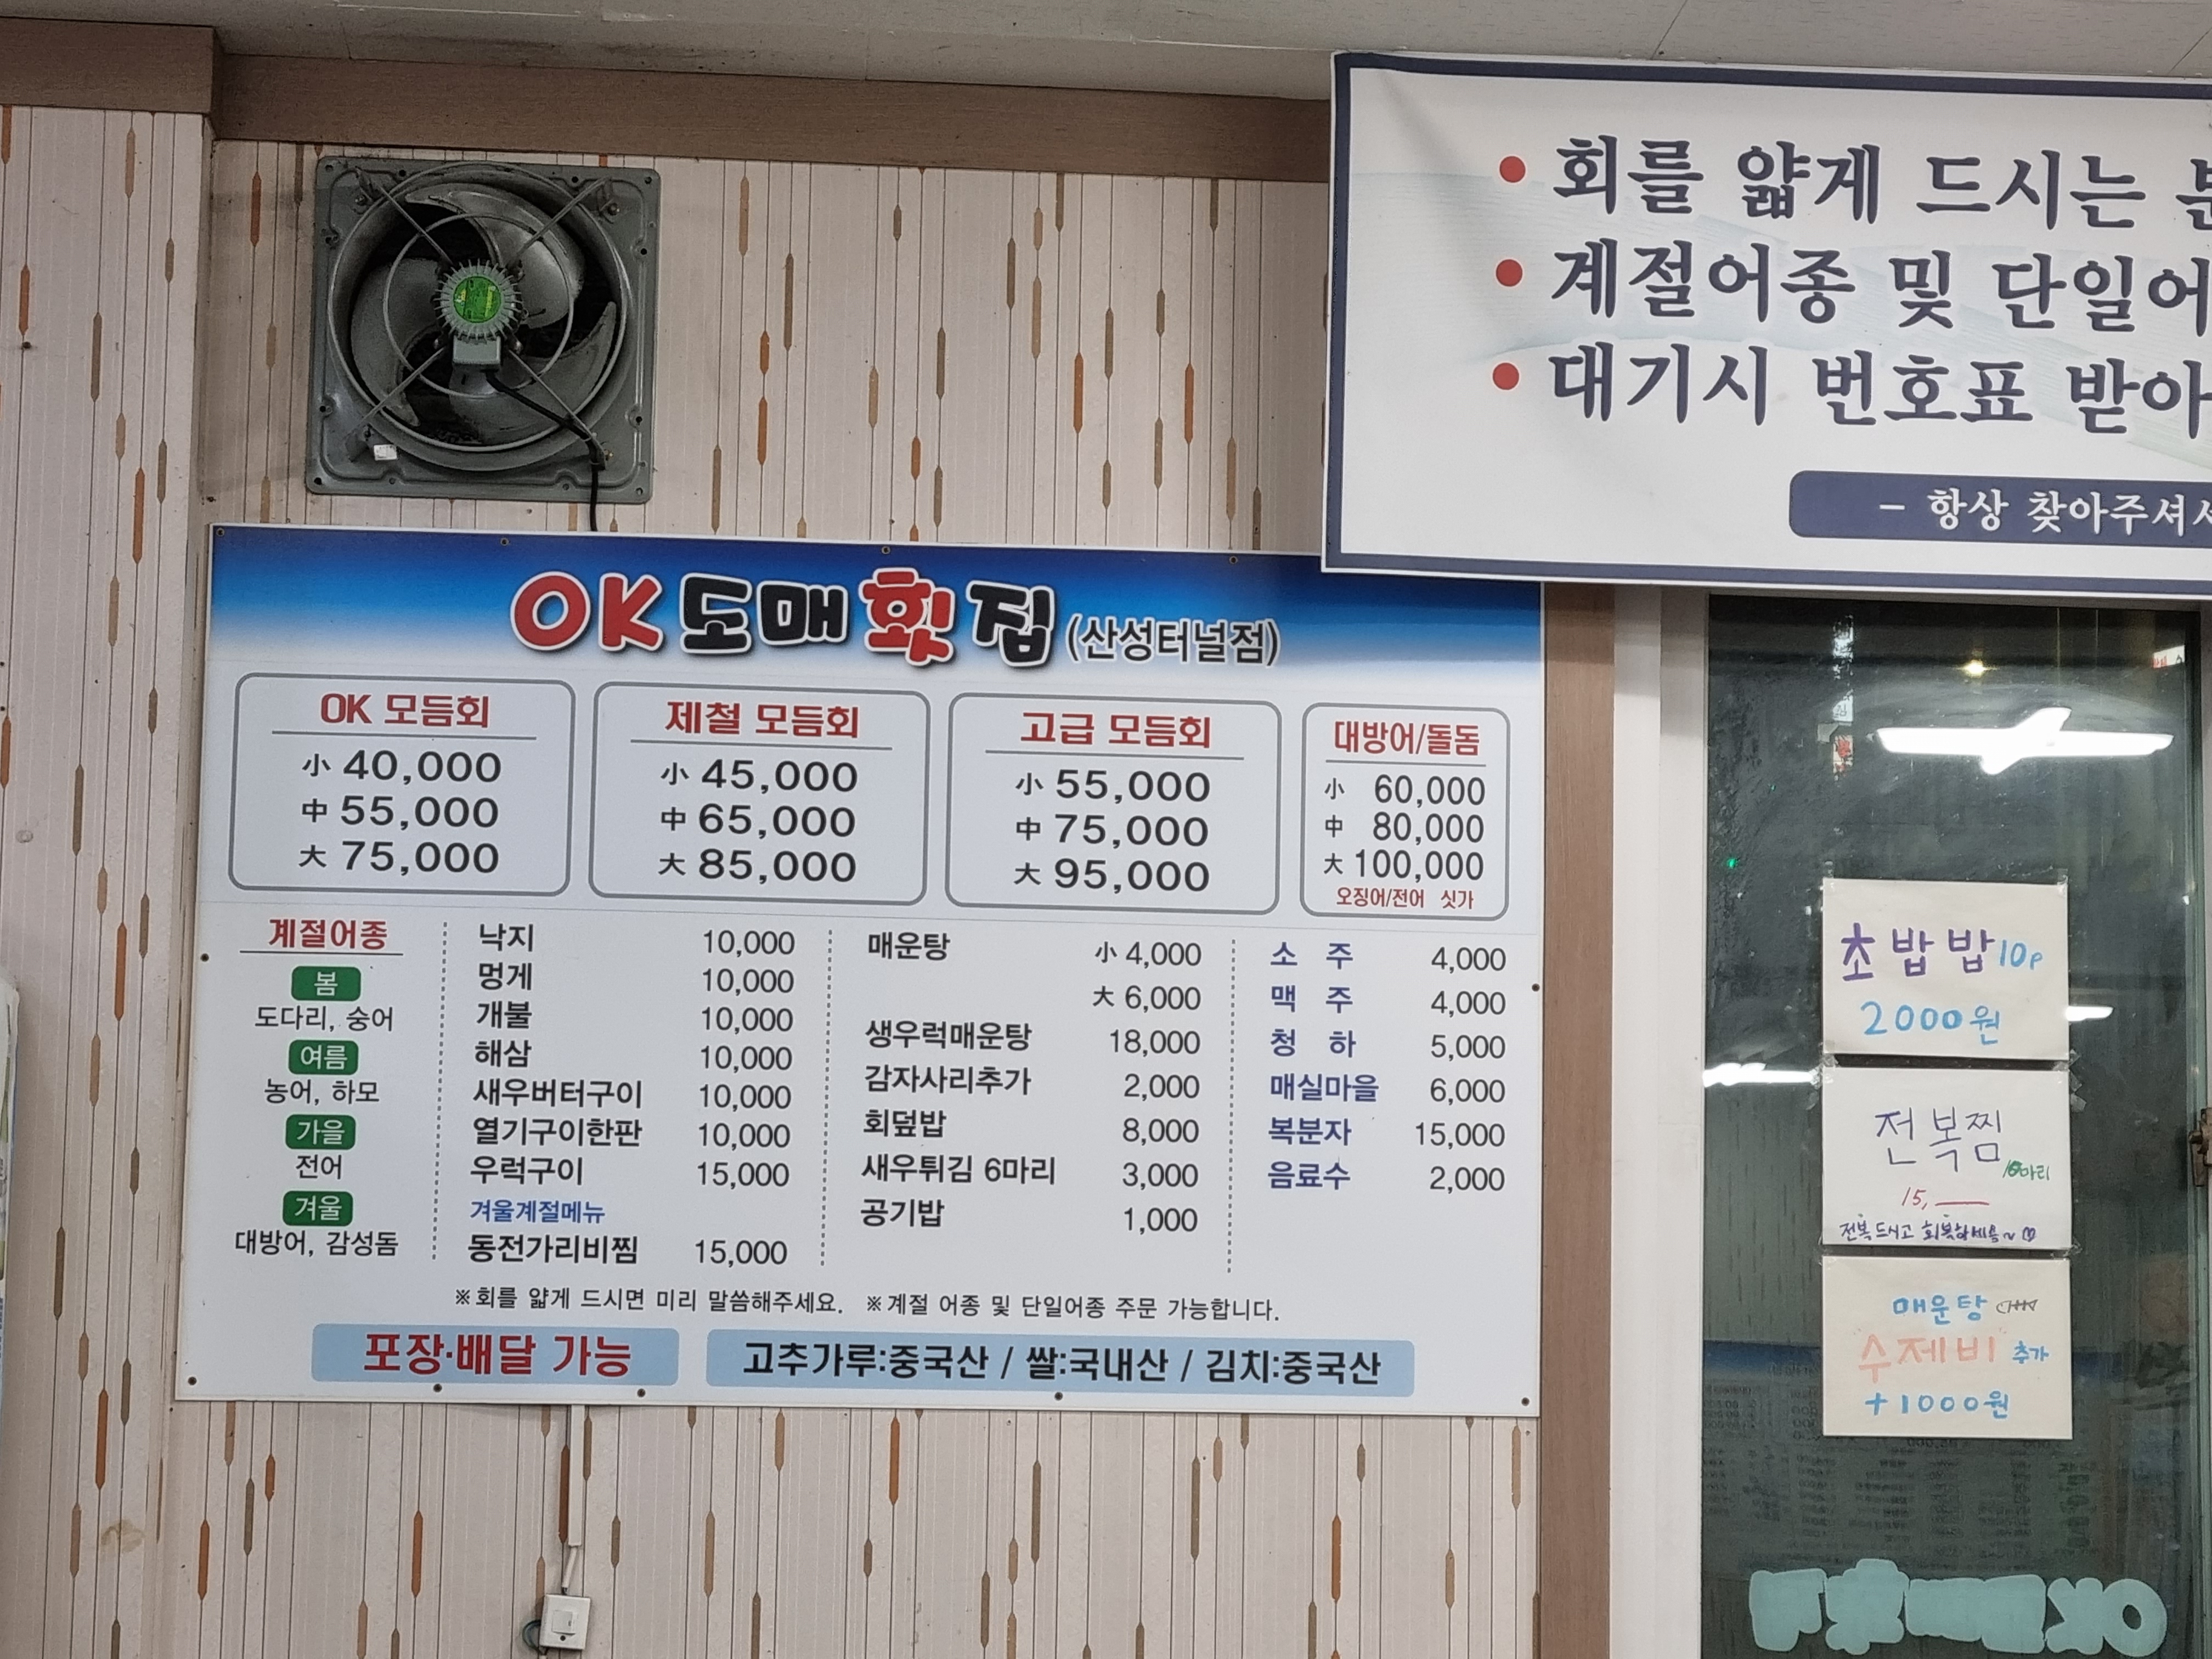 회를 얇게 드시는
계절어종 및 단일어
대기시 번호표 받아
- 항상 찾아주셔서
OK도매횟집 (산성터널점)
OK 모듬회
小 40,000
中 55,000
大 75,000
제철 모듬회
小 45,000
中 65,000
大 85,000
고급 모듬회
小 55,000
中 75,000
大 95,000
대방어/돌돔
小 60,000
中 80,000
大 100,000
오징어/전어 싯가
계절어종
봄
도다리, 숭어
여름
농어, 하모
가을
전어
겨울
대방어, 감성돔
낙지 10,000
멍게 10,000
개불 10,000
해삼 10,000
새우버터구이 10,000
열기구이한판 10,000
우럭구이 15,000
겨울계절메뉴
동전가리비찜 15,000
매운탕 小 4,000
大 6,000
생우럭매운탕 18,000
감자사리추가 2,000
회덮밥 8,000
새우튀김 6마리 3,000
공기밥 1,000
소 주 4,000
맥 주 4,000
청 하 5,000
매실마을 6,000
복분자 15,000
음료수 2,000
※회를 얇게 드시면 미리 말씀해주세요. ※계절 어종 및 단일어종 주문 가능합니다.
포장·배달 가능
고추가루:중국산 / 쌀:국내산 / 김치:중국산
초밥밥 10p
2000원
전복찜
15,
전복드시고 회복하세욤~
매운탕
수제비 추가
+1000원